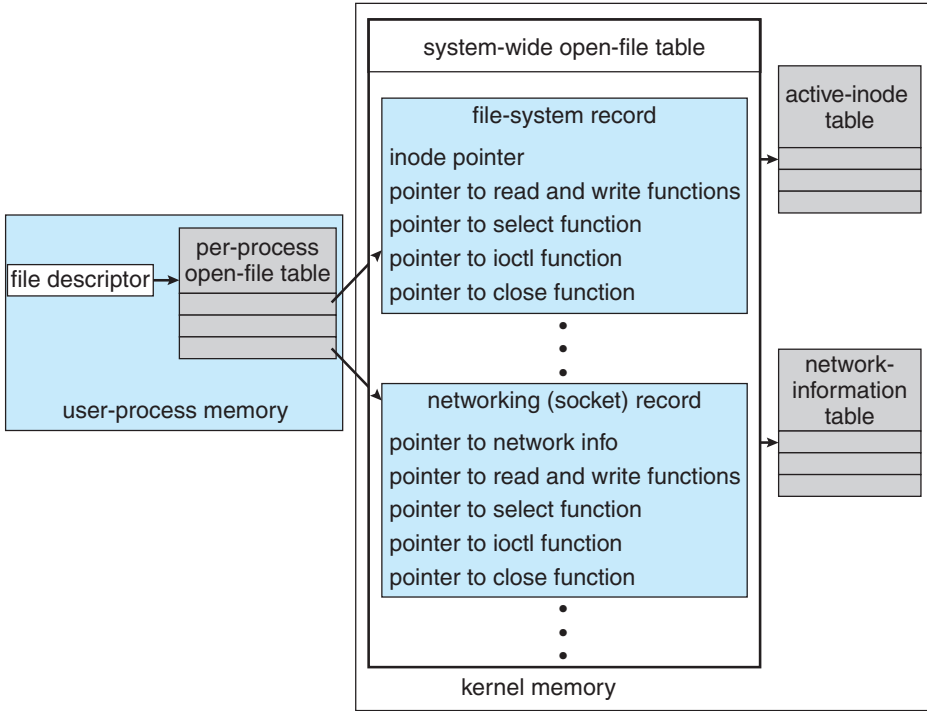 system-wide open-file table
file-system record
inode pointer
pointer to read and write functions
pointer to select function
pointer to ioctl function
pointer to close function
active-inode
table
per-process
open-file table
file descriptor
user-process memory
networking (socket) record
pointer to network info
pointer to read and write functions
pointer to select function
pointer to ioctl function
pointer to close function
network-
information
table
kernel memory